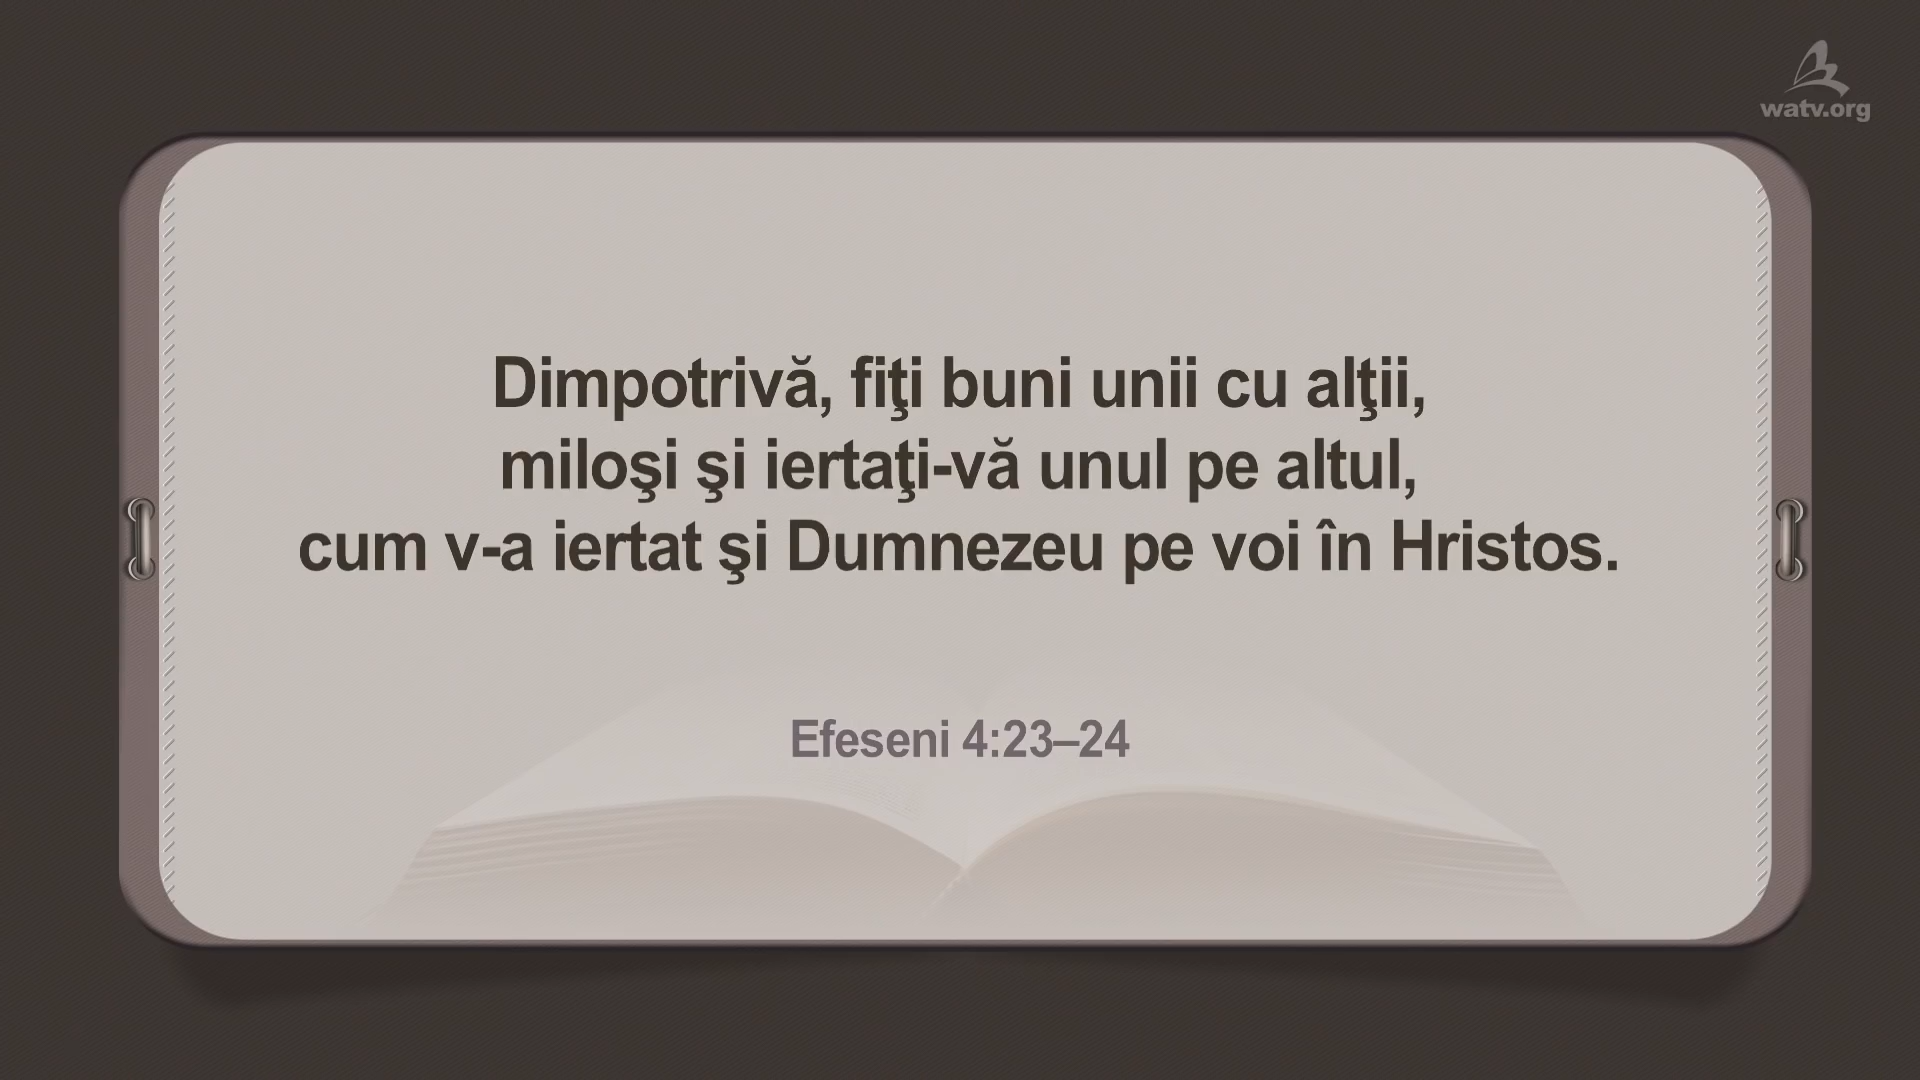 watv.org
Dimpotrivă, fiţi buni unii cu alţii,
miloşi şi iertaţi-vă unul pe altul,
cum v-a iertat şi Dumnezeu pe voi în Hristos.
Efeseni 4:23–24